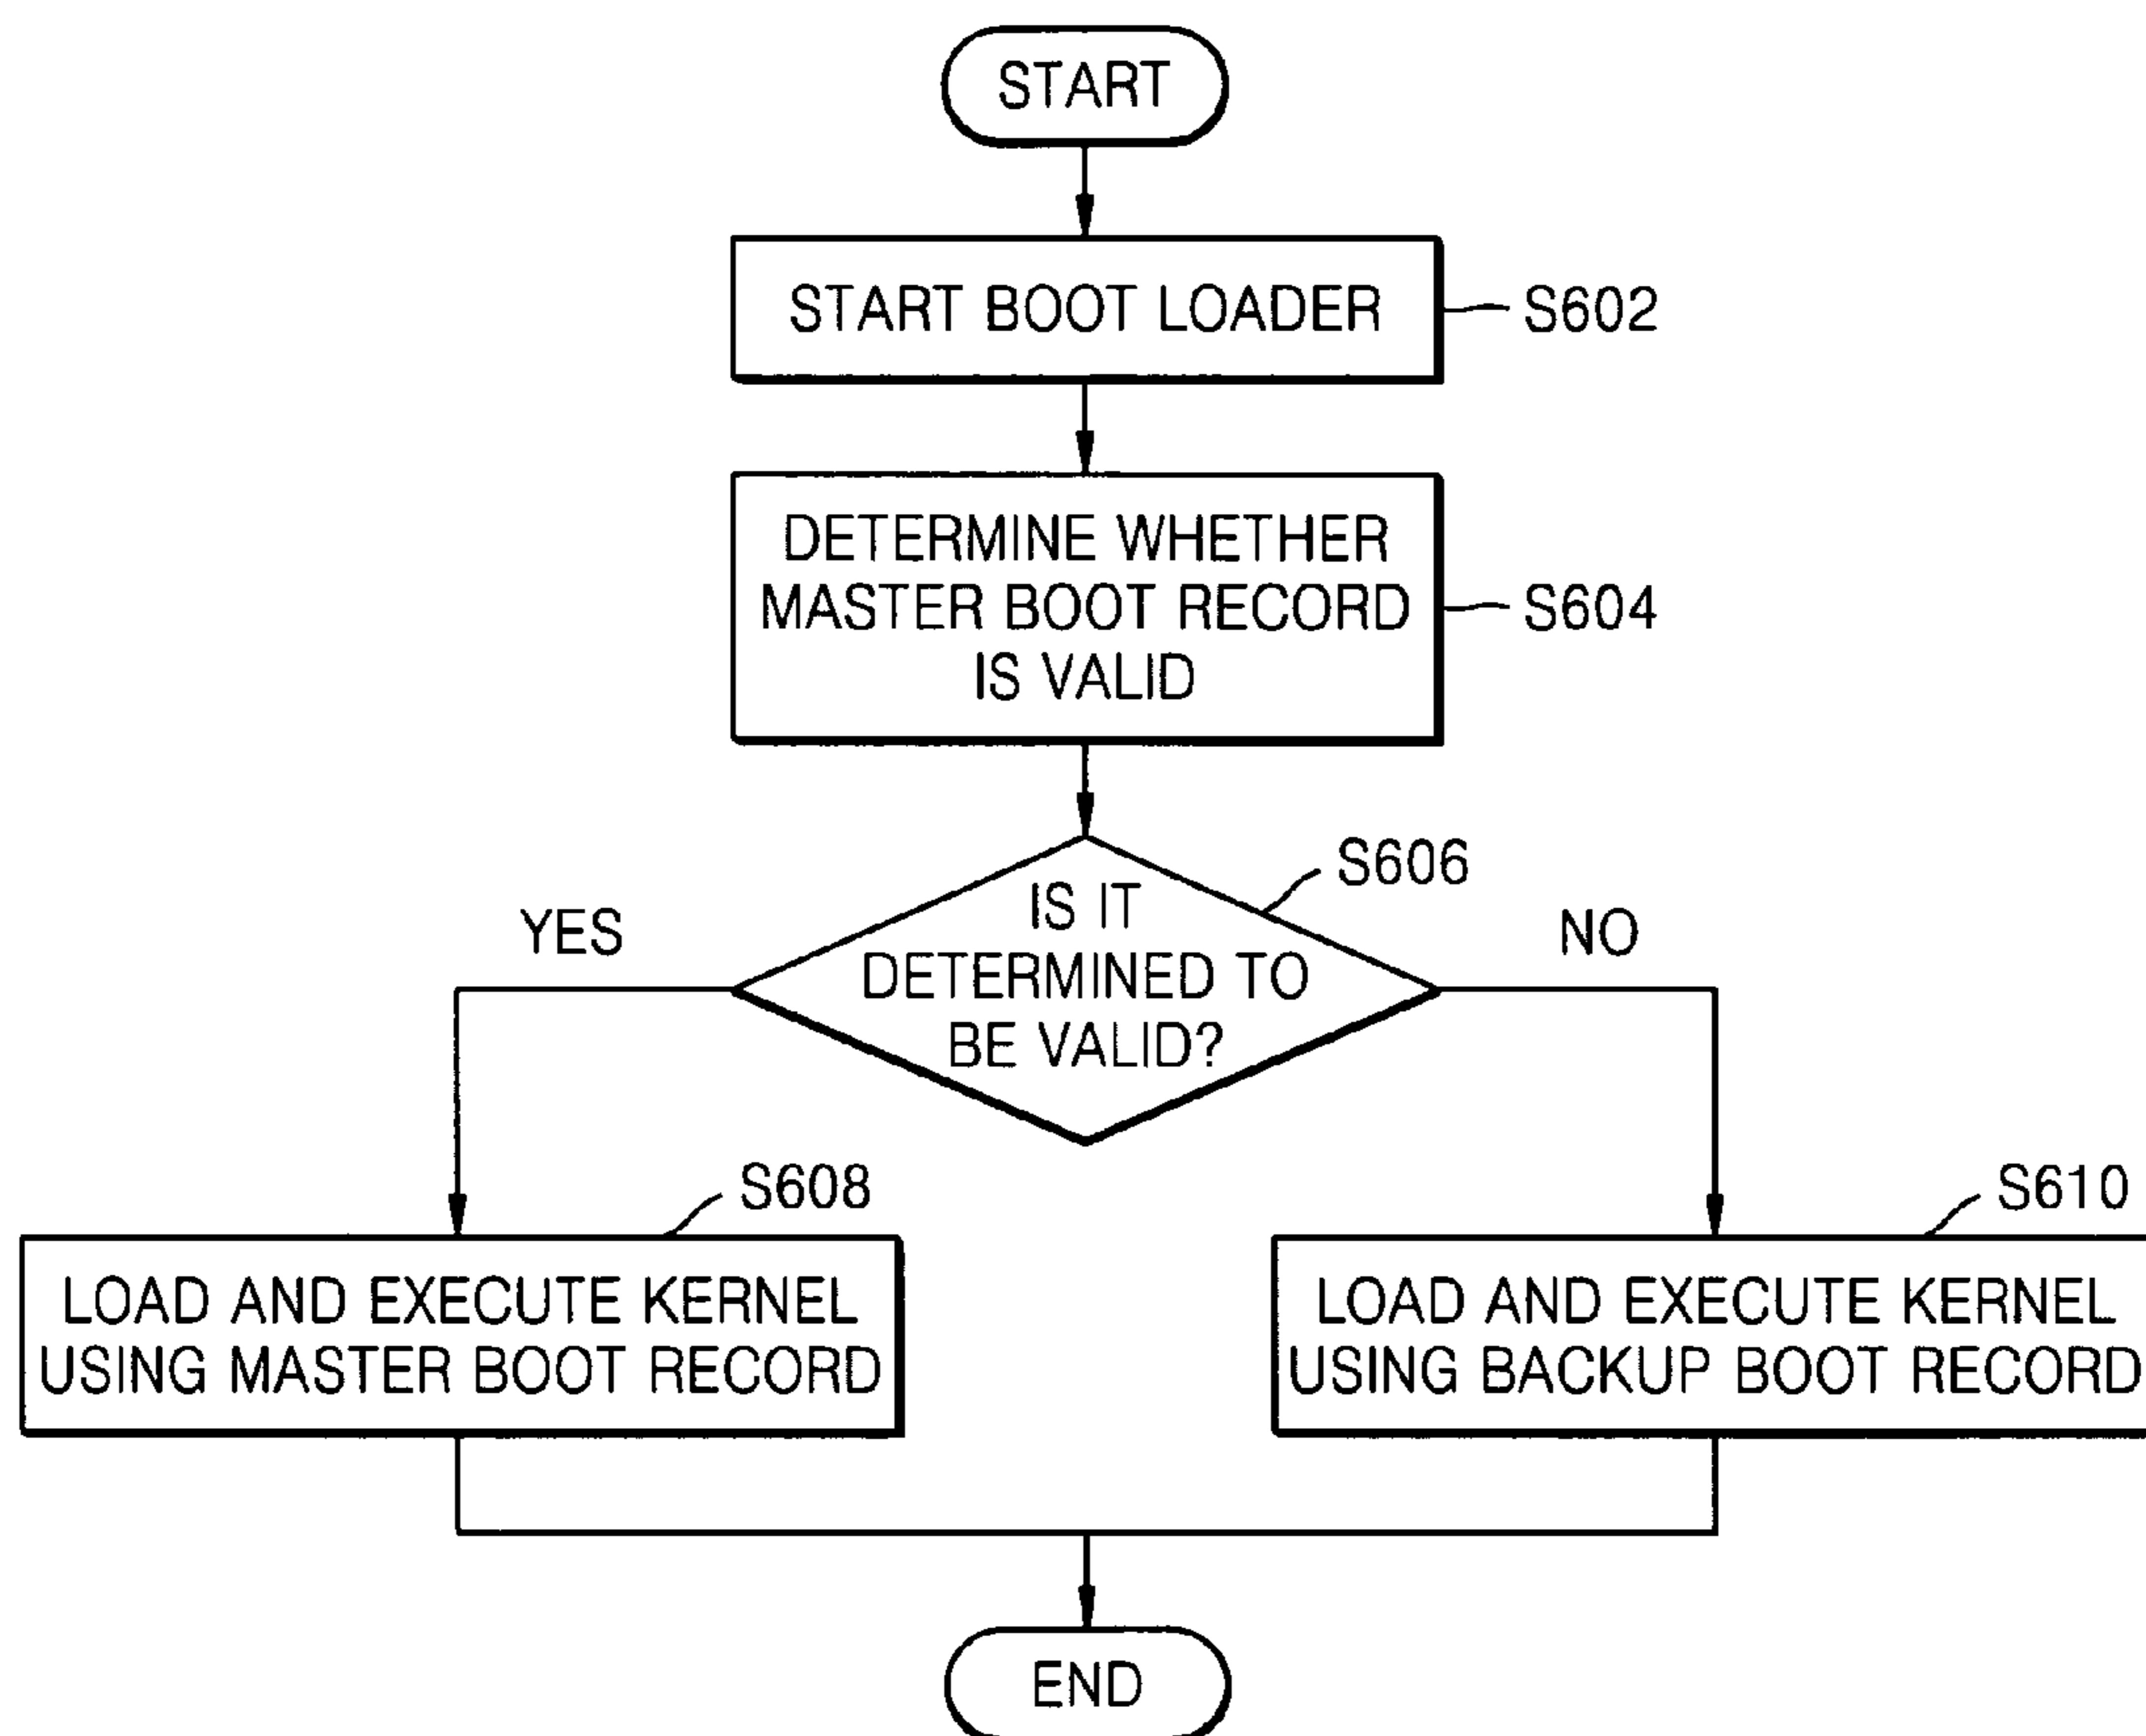 START
START BOOT LOADER
S602
DETERMINE WHETHER
MASTER BOOT RECORD
IS VALID
S604
S606
IS IT
DETERMINED TO
BE VALID?
YES
NO
S608
S610
LOAD AND EXECUTE KERNEL
USING MASTER BOOT RECORD
LOAD AND EXECUTE KERNEL
USING BACKUP BOOT RECORD
END